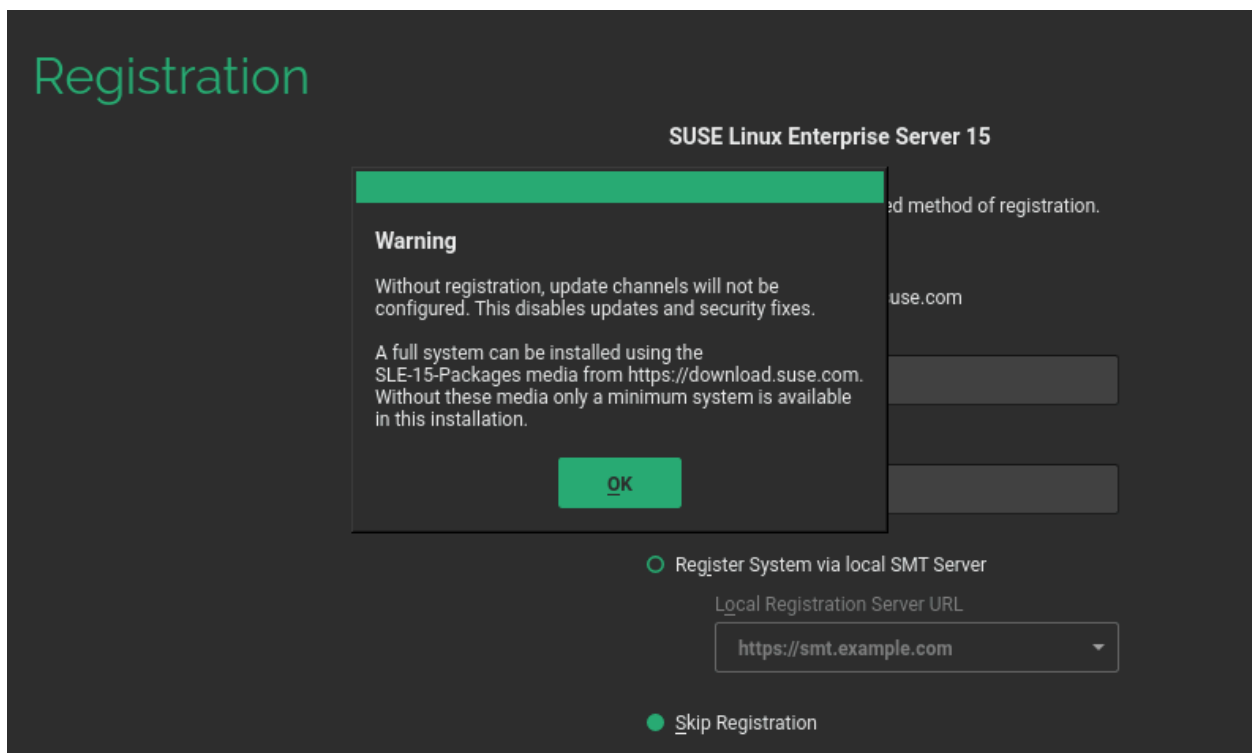 Registration
SUSE Linux Enterprise Server 15
ed method of registration.
Warning
Without registration, update channels will not be
configured. This disables updates and security fixes.
suse.com
A full system can be installed using the
SLE-15-Packages media from https://download.suse.com.
Without these media only a minimum system is available
in this installation.
OK
Register System via local SMT Server
Local Registration Server URL
https://smt.example.com
Skip Registration